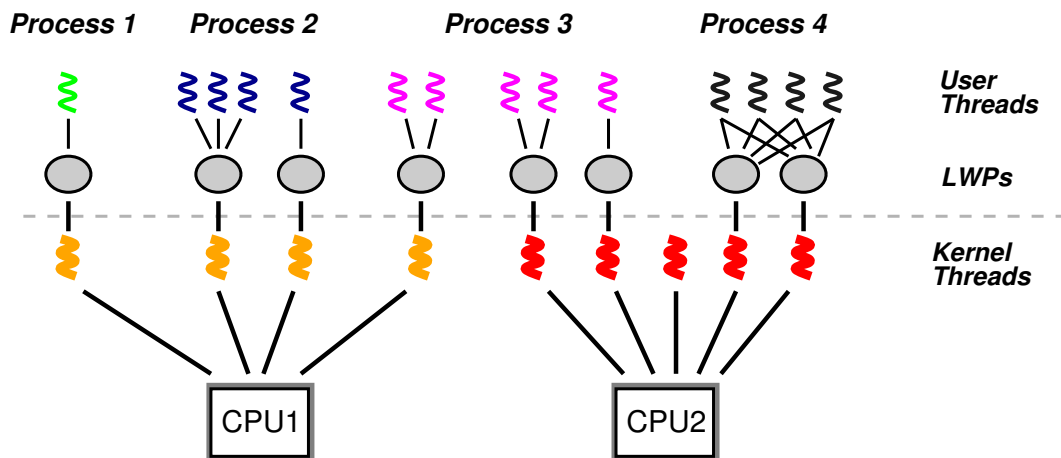 Process 1
Process 2
Process 3
Process 4
User
Threads
LWPs
Kernel
Threads
CPU1
CPU2